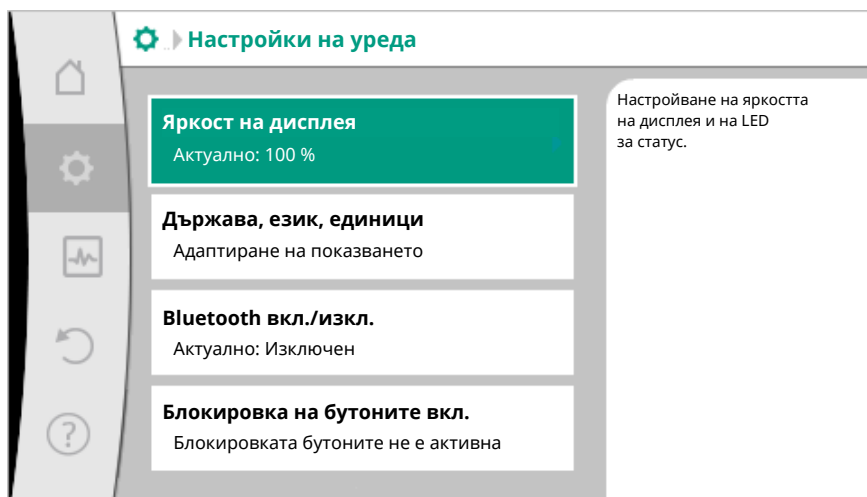 Настройки на уреда
Яркост на дисплея
Актуално: 100 %
Държава, език, единици
Адаптиране на показването
Bluetooth вкл./изкл.
Актуално: Изключен
Блокировка на бутоните вкл.
Блокировката бутоните не е активна
Настройване на яркостта
на дисплея и на LED
за статус.